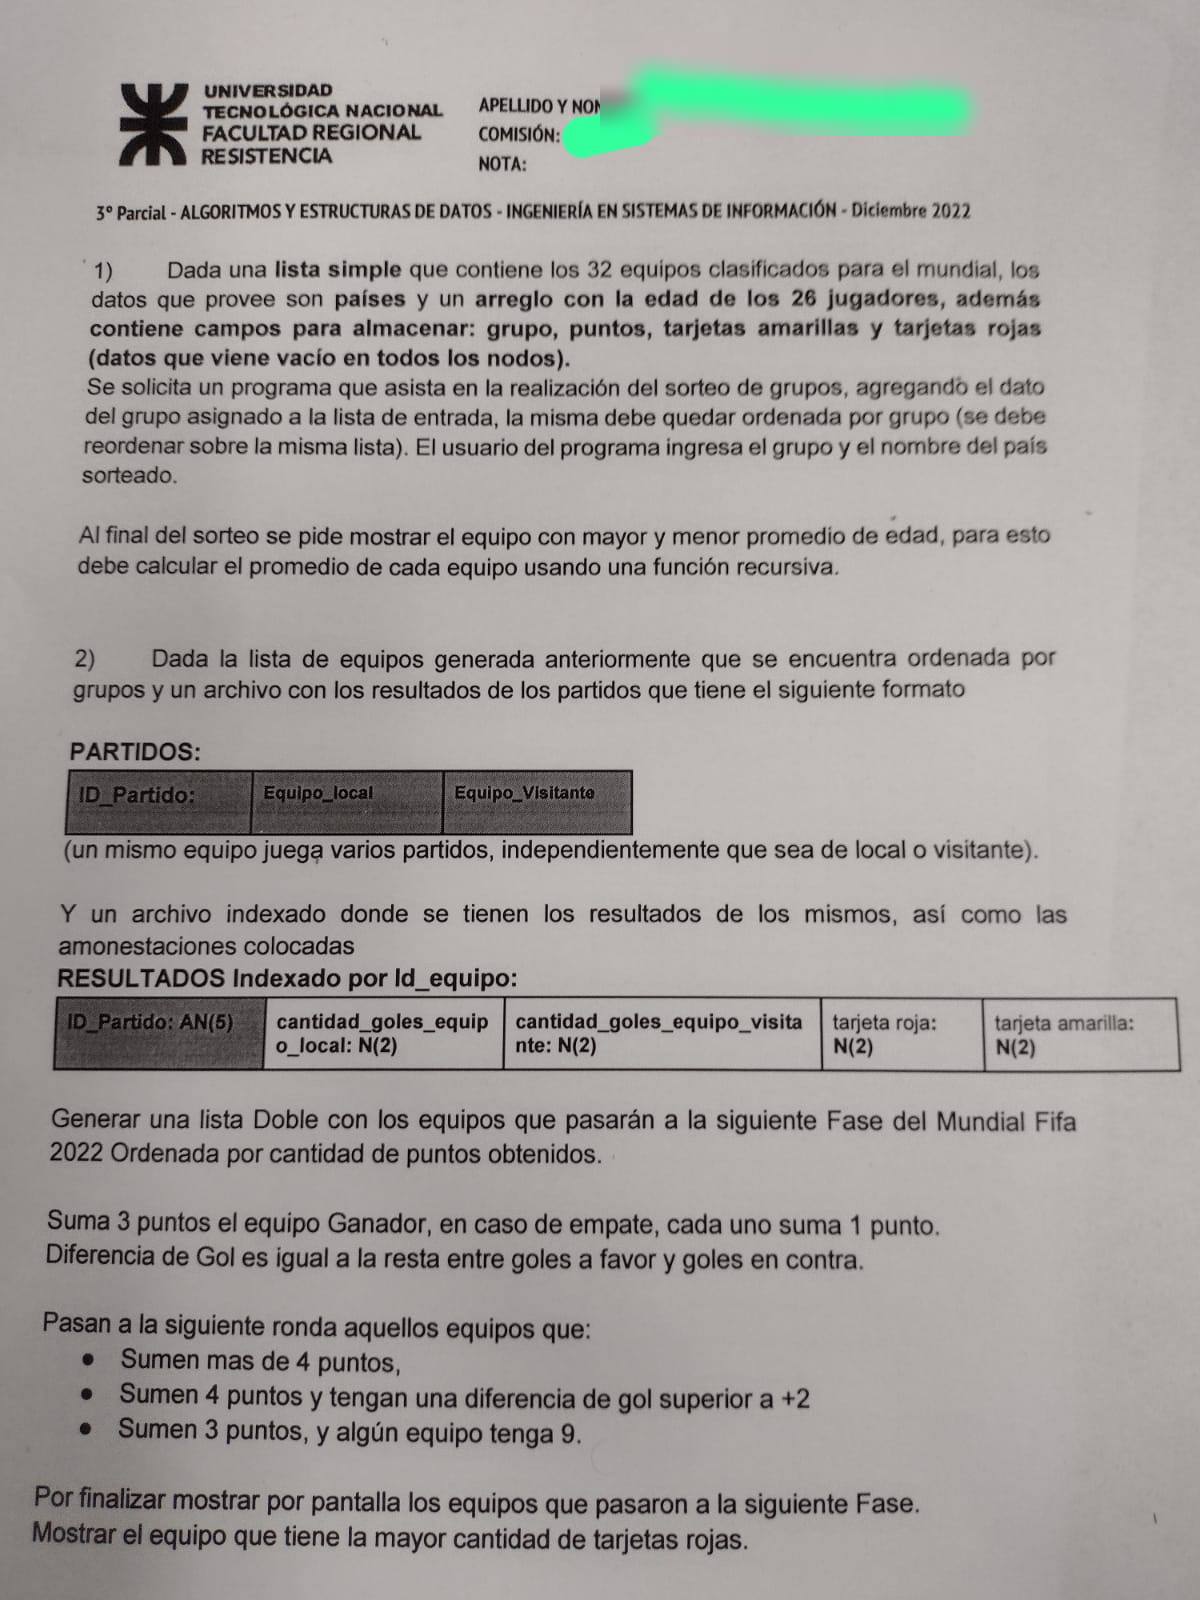 UNIVERSIDAD
TECNOLÓGICA NACIONAL
FACULTAD REGIONAL
RESISTENCIA
APELLIDO Y NOM
COMISIÓN:
NOTA:
3º Parcial - ALGORITMOS Y ESTRUCTURAS DE DATOS - INGENIERÍA EN SISTEMAS DE INFORMACIÓN - Diciembre 2022
1) Dada una lista simple que contiene los 32 equipos clasificados para el mundial, los
datos que provee son países y un arreglo con la edad de los 26 jugadores, además
contiene campos para almacenar: grupo, puntos, tarjetas amarillas y tarjetas rojas
(datos que viene vacío en todos los nodos).
Se solicita un programa que asista en la realización del sorteo de grupos, agregando el dato
del grupo asignado a la lista de entrada, la misma debe quedar ordenada por grupo (se debe
reordenar sobre la misma lista). El usuario del programa ingresa el grupo y el nombre del país
sorteado.
Al final del sorteo se pide mostrar el equipo con mayor y menor promedio de edad, para esto
debe calcular el promedio de cada equipo usando una función recursiva.
2) Dada la lista de equipos generada anteriormente que se encuentra ordenada por
grupos y un archivo con los resultados de los partidos que tiene el siguiente formato
PARTIDOS:
ID_Partido: Equipo_local Equipo_Visitante
(un mismo equipo juega varios partidos, independientemente que sea de local o visitante).
Y un archivo indexado donde se tienen los resultados de los mismos, así como las
amonestaciones colocadas
RESULTADOS Indexado por Id_equipo:
ID_Partido: AN(5) cantidad_goles_equip cantidad_goles_equipo_visita tarjeta roja: tarjeta amarilla:
o_local: N(2) nte: N(2) N(2) N(2)
Generar una lista Doble con los equipos que pasarán a la siguiente Fase del Mundial Fifa
2022 Ordenada por cantidad de puntos obtenidos.
Suma 3 puntos el equipo Ganador, en caso de empate, cada uno suma 1 punto.
Diferencia de Gol es igual a la resta entre goles a favor y goles en contra.
Pasan a la siguiente ronda aquellos equipos que:
• Sumen mas de 4 puntos,
• Sumen 4 puntos y tengan una diferencia de gol superior a +2
• Sumen 3 puntos, y algún equipo tenga 9.
Por finalizar mostrar por pantalla los equipos que pasaron a la siguiente Fase.
Mostrar el equipo que tiene la mayor cantidad de tarjetas rojas.